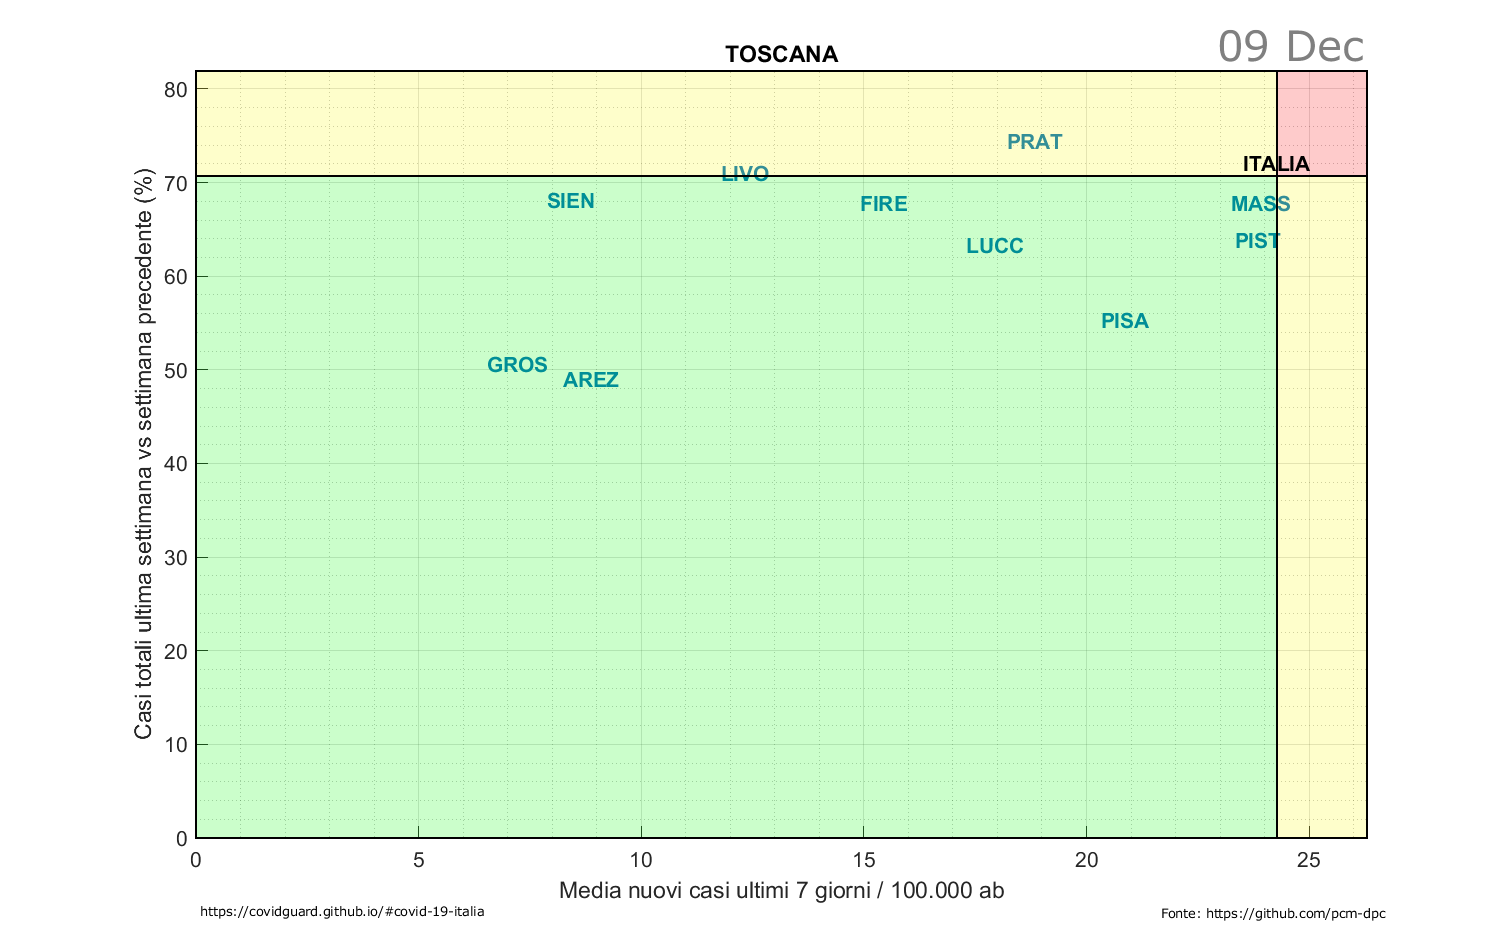 09 Dec
TOSCANA
80
70
60
50
40
30
20
10
0
Casi totali ultima settimana vs settimana precedente (%)
PRAT
ITALIA
LIVO
SIEN
FIRE
MASS
PIST
LUCC
PISA
GROS
AREZ
0
5
10
15
20
25
Media nuovi casi ultimi 7 giorni / 100.000 ab
https://covidguard.github.io/#covid-19-italia
Fonte: https://github.com/pcm-dpc